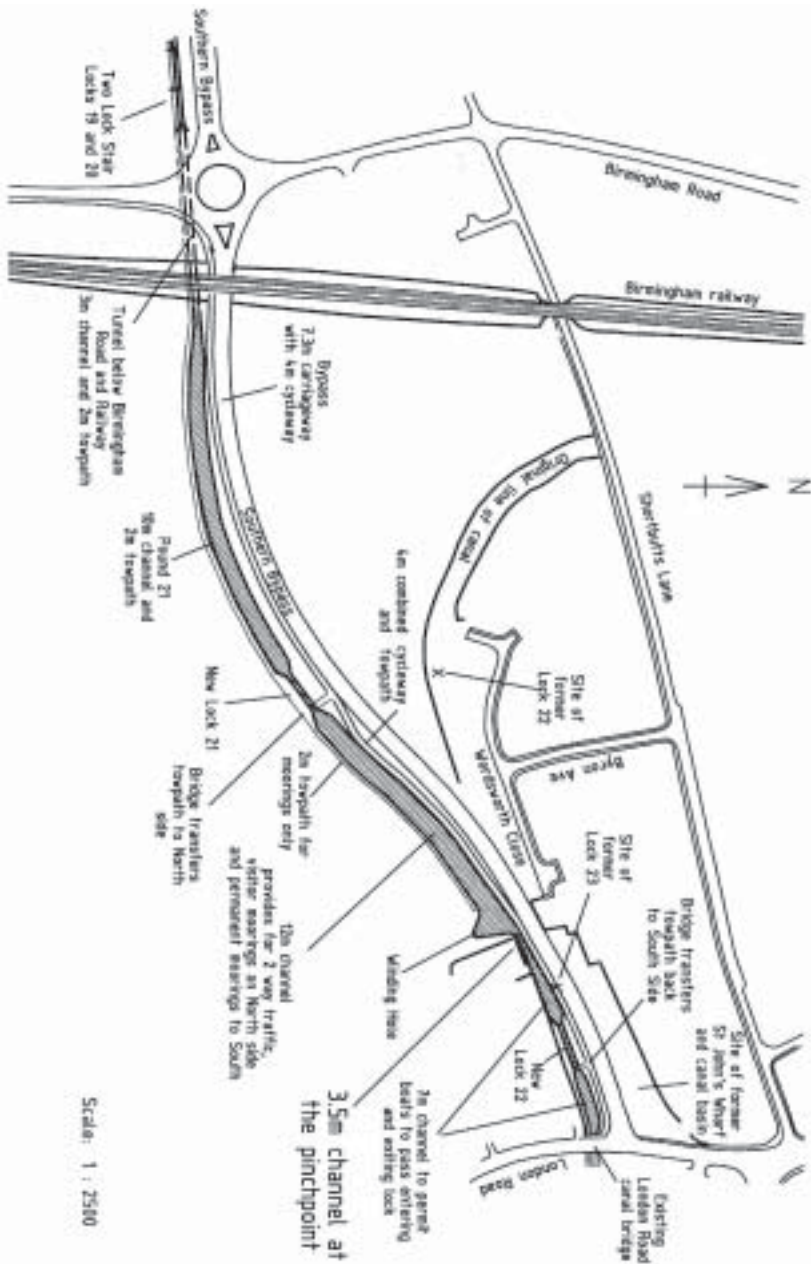 Southern Bypass
Two Lock Stair
Locks 19 and 20
Birmingham Road
Birmingham railway
Tunnel below Birmingham
Road and Railway
3m channel and 2m towpath
Bypass
7.3m carriageway
with 4m cycleway
N
Shortbutts Lane
Original line of canal
Pound 21
10m channel and
2m towpath
Southern Bypass
4m combined cycleway
and towpath
Site of
former
Lock 22
Byron Ave
Wordsworth Close
New Lock 21
Bridge transfers
towpath to North
side
2m towpath for
moorings only
12m channel
provides for 2 way traffic,
visitor moorings on North side
and permanent moorings to South
Site of
former
Lock 23
Bridge transfers
towpath back
to South Side
Site of former
St John's Wharf
and canal basin
Winding Hole
New
Lock 22
7m channel to permit
boats to pass entering
and exiting lock
3.5m channel at
the pinchpoint
London Road
Existing
London Road
canal bridge
Scale: 1 : 2500